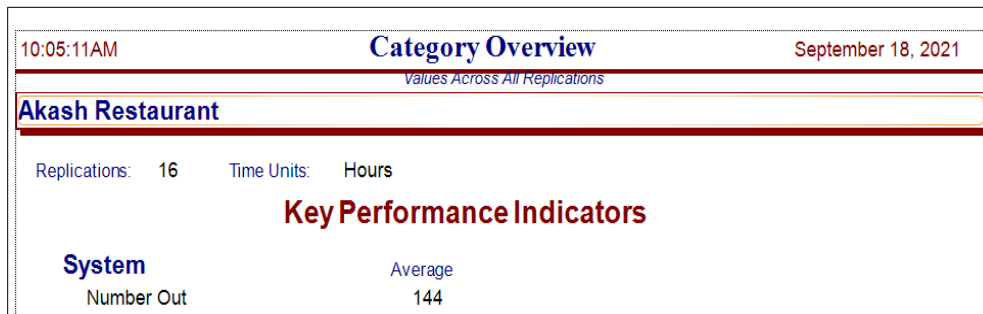 10:05:11AM Category Overview September 18, 2021
Values Across All Replications
Akash Restaurant
Replications: 16 Time Units: Hours
Key Performance Indicators
System Average
Number Out 144